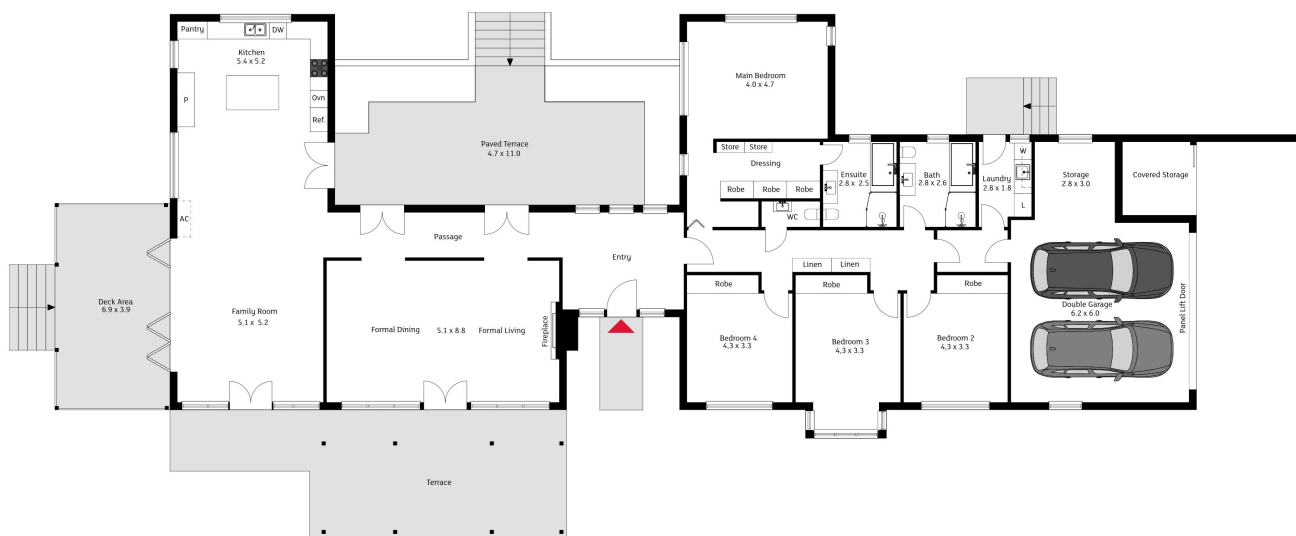 Pantry
DW
Kitchen
5.4 x 5.2
P
Ovn
Ref.
AC
Paved Terrace
4.7 x 11.0
Main Bedroom
4.0 x 4.7
Store Store
Dressing
Robe Robe Robe
WC
Ensuite
2.8 x 2.5
Bath
2.8 x 2.6
Laundry
2.8 x 1.8
W
L
Storage
2.8 x 3.0
Covered Storage
Passage
Entry
Linen Linen
Deck Area
6.9 x 3.9
Family Room
5.1 x 5.2
Formal Dining 5.1 x 8.8 Formal Living
Fireplace
Robe
Bedroom 4
4,3 x 3.3
Robe
Bedroom 3
4,3 x 3.3
Robe
Bedroom 2
4,3 x 3.3
Double Garage
6.2 x 6.0
Panel Lift Door
Terrace